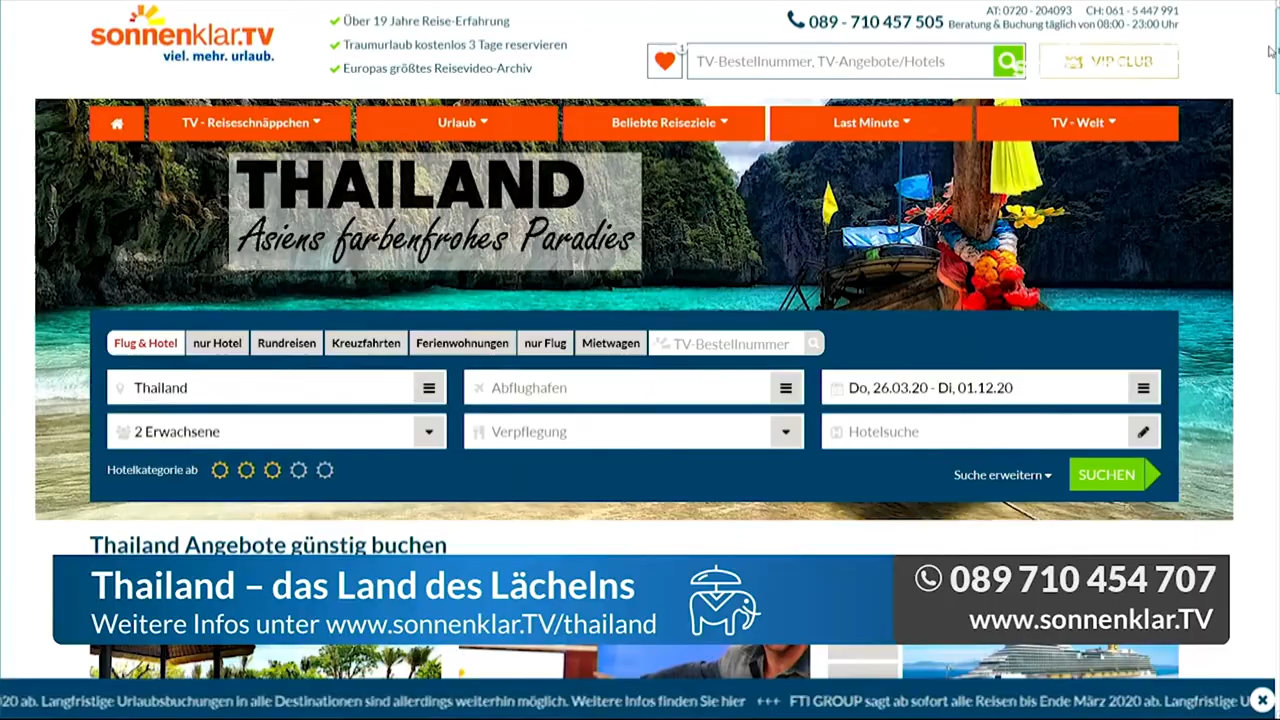 sonnenklar.TV
viel. mehr. urlaub.
Über 19 Jahre Reise-Erfahrung
Traumurlaub kostenlos 3 Tage reservieren
Europas größtes Reisevideo-Archiv
AT: 0720 - 204093 CH: 061 - 5 447 991
089 - 710 457 505 Beratung & Buchung täglich von 08:00 - 23:00 Uhr
1
TV-Bestellnummer, TV-Angebote/Hotels
VIP CLUB
TV - Reiseschnäppchen
Urlaub
Beliebte Reiseziele
Last Minute
TV - Welt
THAILAND
Asiens farbenfrohes Paradies
Flug & Hotel
nur Hotel
Rundreisen
Kreuzfahrten
Ferienwohnungen
nur Flug
Mietwagen
TV-Bestellnummer
Thailand
Abflughafen
Do, 26.03.20 - Di, 01.12.20
2 Erwachsene
Verpflegung
Hotelsuche
Hotelkategorie ab
Suche erweitern
SUCHEN
Thailand Angebote günstig buchen
Thailand – das Land des Lächelns
Weitere Infos unter www.sonnenklar.TV/thailand
089 710 454 707
www.sonnenklar.TV
020 ab. Langfristige Urlaubsbuchungen in alle Destinationen sind allerdings weiterhin möglich. Weitere Infos finden Sie hier +++ FTI GROUP sagt ab sofort alle Reisen bis Ende März 2020 ab. Langfristige U